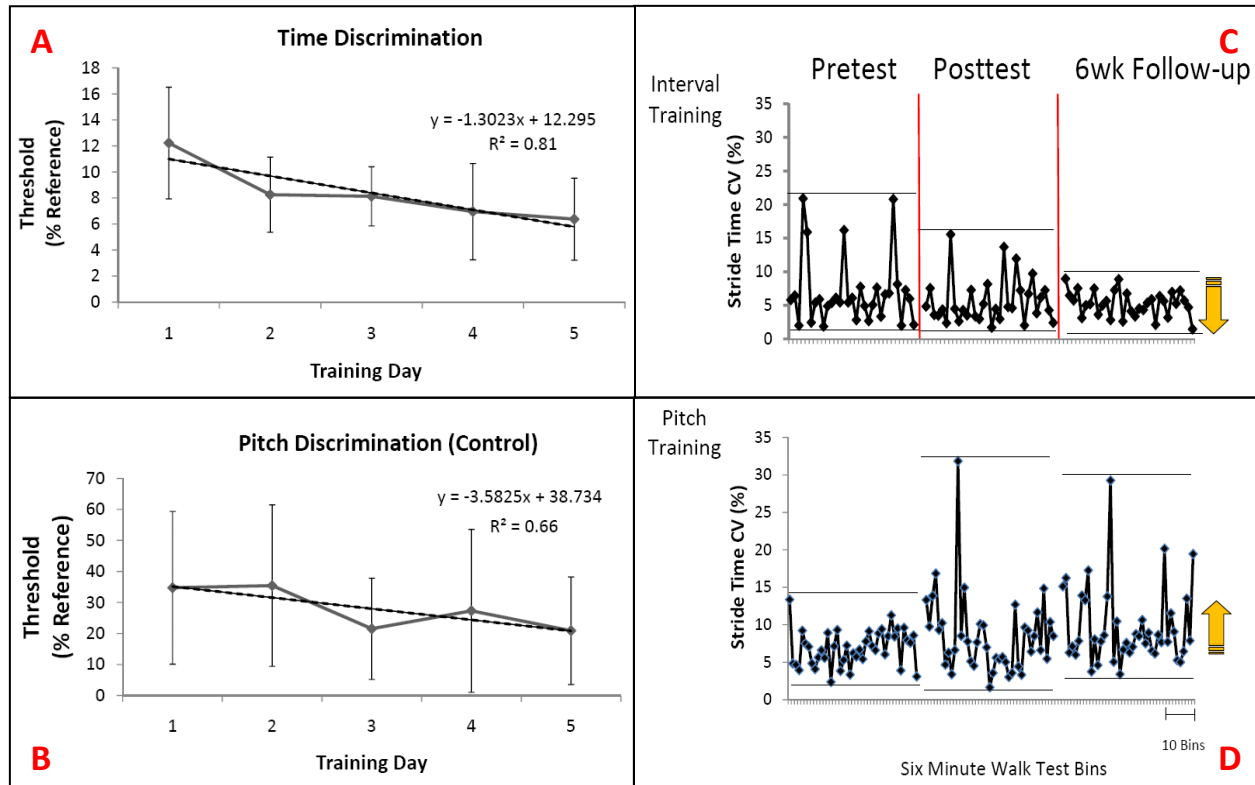 A
Time Discrimination
Threshold
(% Reference)
18
16
14
12
10
8
6
4
2
0
y = -1.3023x + 12.295
R² = 0.81
1 2 3 4 5
Training Day
B
Pitch Discrimination (Control)
Threshold
(% Reference)
70
60
50
40
30
20
10
0
y = -3.5825x + 38.734
R² = 0.66
1 2 3 4 5
Training Day
C
Interval
Training
Pretest Posttest 6wk Follow-up
Stride Time CV (%)
35
30
25
20
15
10
5
0
D
Pitch
Training
Stride Time CV (%)
35
30
25
20
15
10
5
0
10 Bins
Six Minute Walk Test Bins